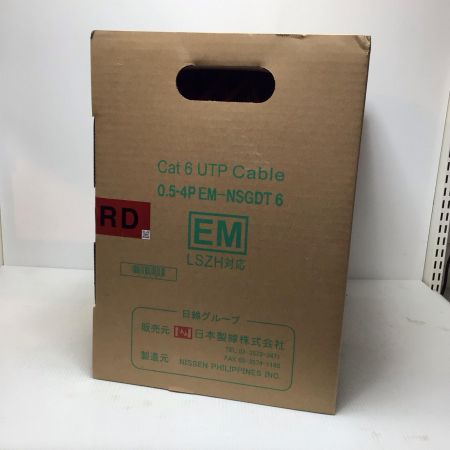 Cat 6 UTP Cable
0.5-4P EM-NSGDT 6
RD
EM
LSZH対応
日線グループ
販売元 日本製線株式会社
製造元 NISSEN PHILIPPINES INC.